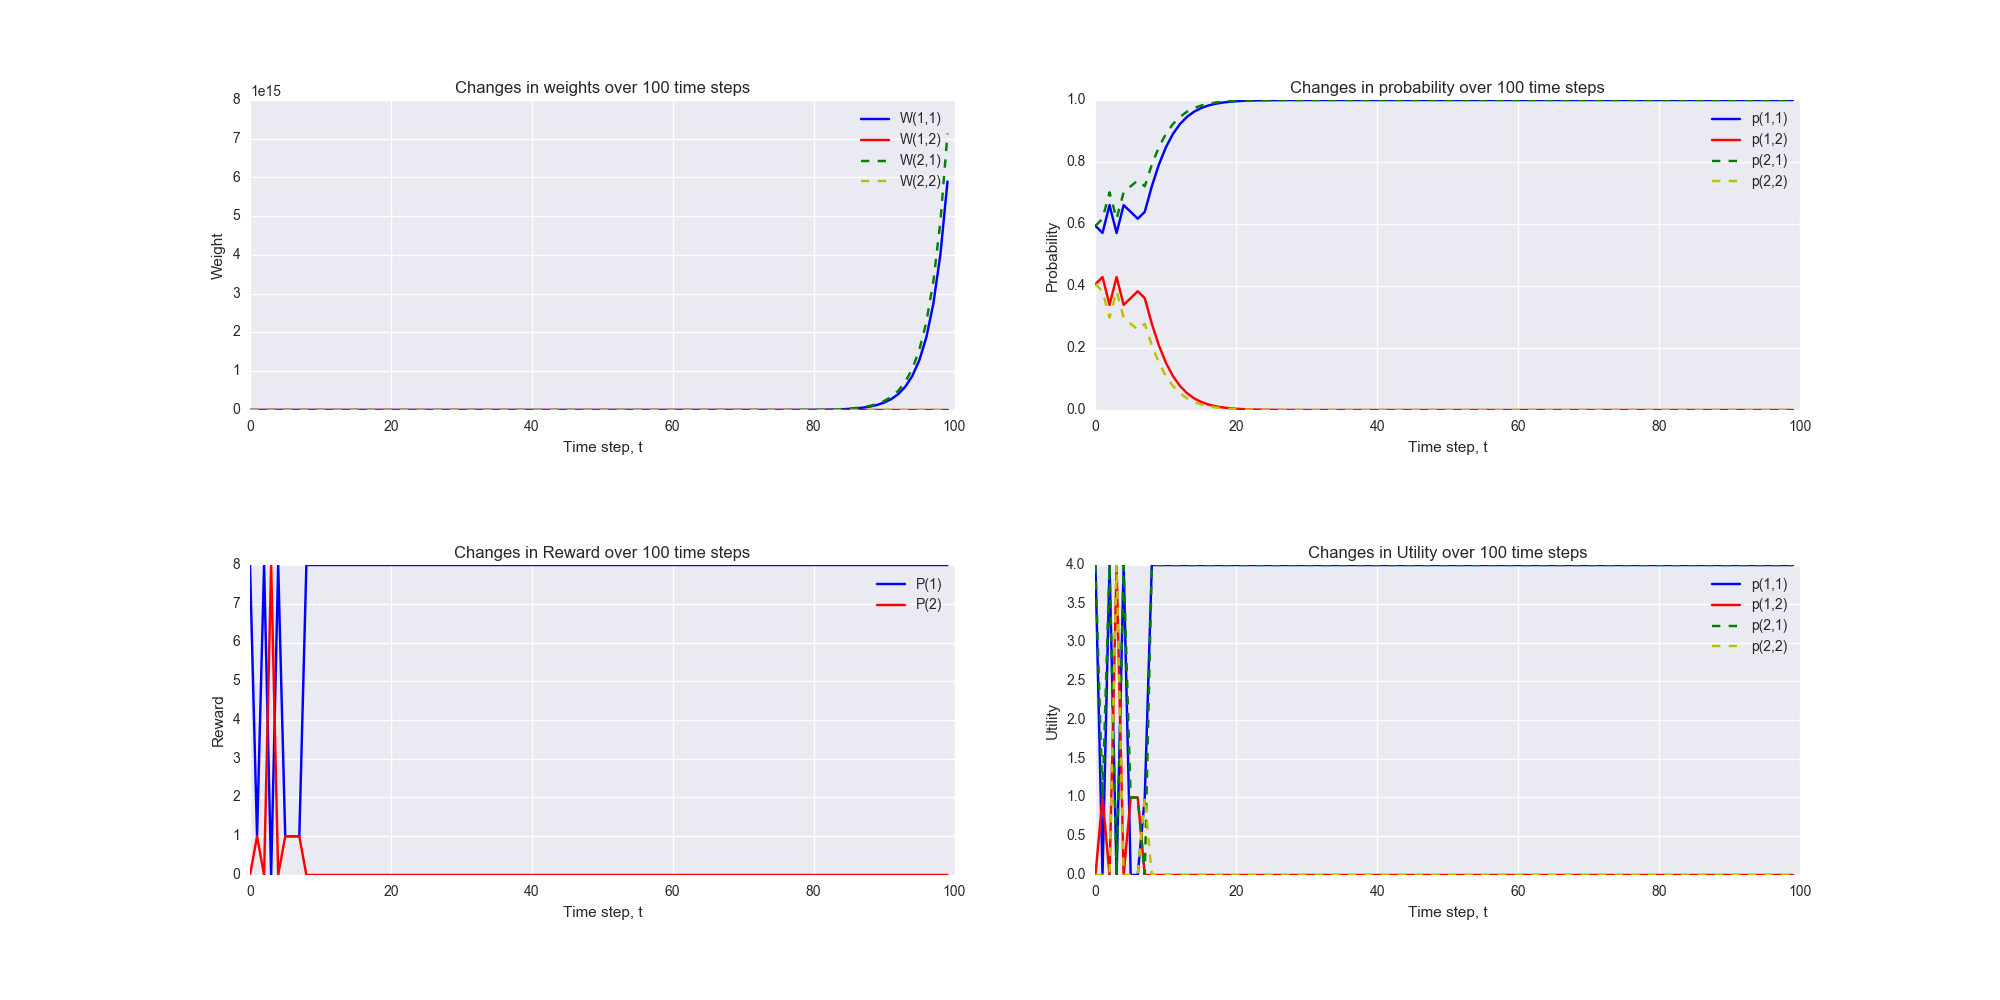 Changes in weights over 100 time steps
1e15
8
7
6
5
4
3
2
1
0
Weight
W(1,1)
W(1,2)
W(2,1)
W(2,2)
0 20 40 60 80 100
Time step, t
Changes in probability over 100 time steps
1.0
0.8
0.6
0.4
0.2
0.0
Probability
p(1,1)
p(1,2)
p(2,1)
p(2,2)
0 20 40 60 80 100
Time step, t
Changes in Reward over 100 time steps
8
7
6
5
4
3
2
1
0
Reward
P(1)
P(2)
0 20 40 60 80 100
Time step, t
Changes in Utility over 100 time steps
4.0
3.5
3.0
2.5
2.0
1.5
1.0
0.5
0.0
Utility
p(1,1)
p(1,2)
p(2,1)
p(2,2)
0 20 40 60 80 100
Time step, t